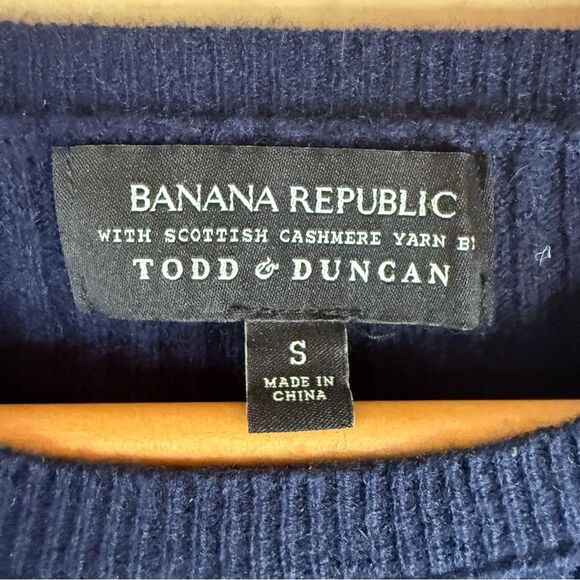 BANANA REPUBLIC
WITH SCOTTISH CASHMERE YARN BY
TODD & DUNCAN
S
MADE IN
CHINA